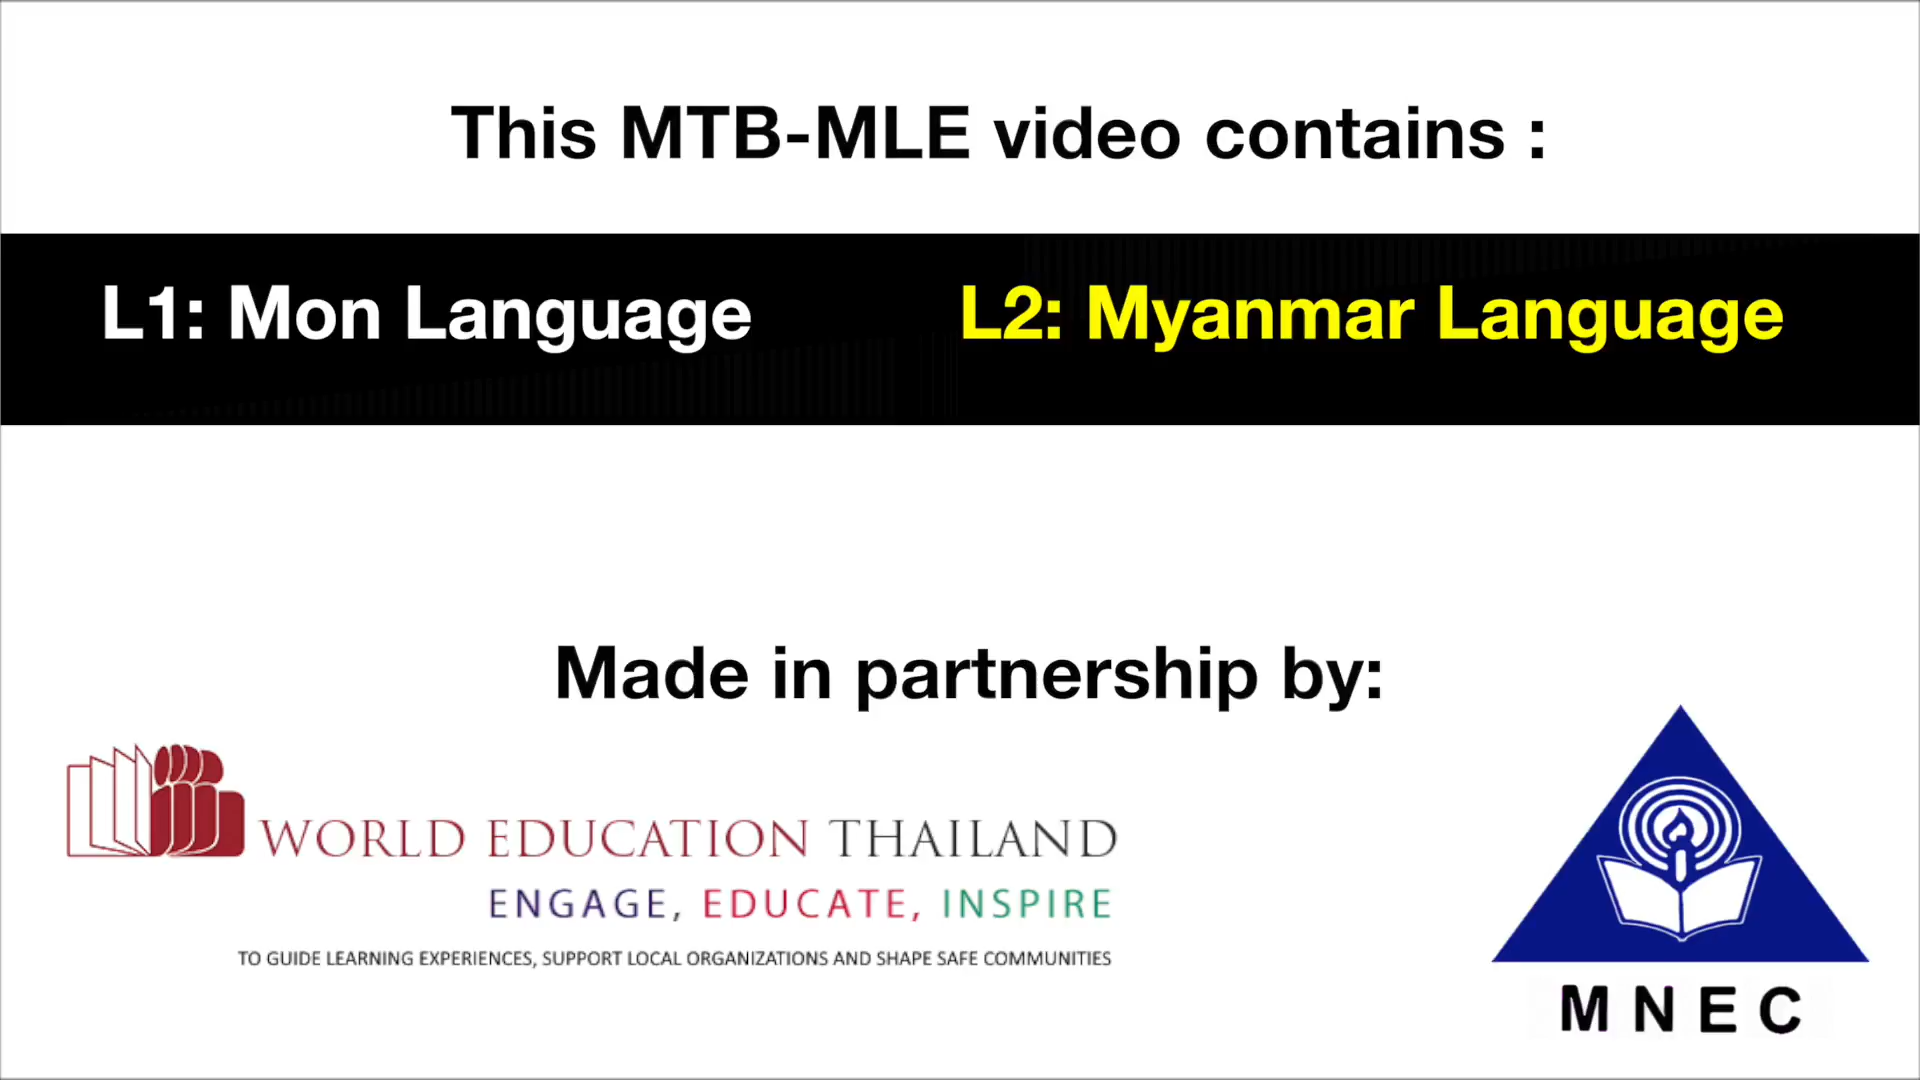 This MTB-MLE video contains :
L1: Mon Language
L2: Myanmar Language
Made in partnership by:
WORLD EDUCATION THAILAND
ENGAGE, EDUCATE, INSPIRE
TO GUIDE LEARNING EXPERIENCES, SUPPORT LOCAL ORGANIZATIONS AND SHAPE SAFE COMMUNITIES
MNEC